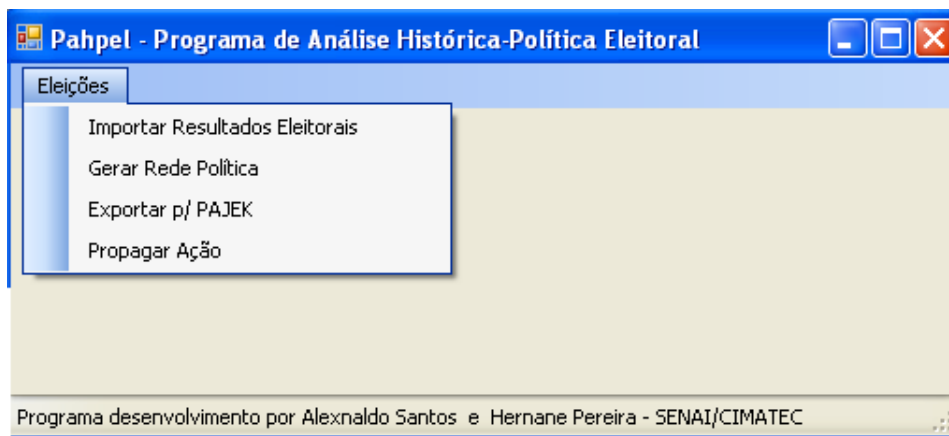 Pahpel - Programa de Análise Histórica-Política Eleitoral
Eleições
Importar Resultados Eleitorais
Gerar Rede Política
Exportar p/ PAJEK
Propagar Ação
Programa desenvolvimento por Alexnaldo Santos e Hernane Pereira - SENAI/CIMATEC